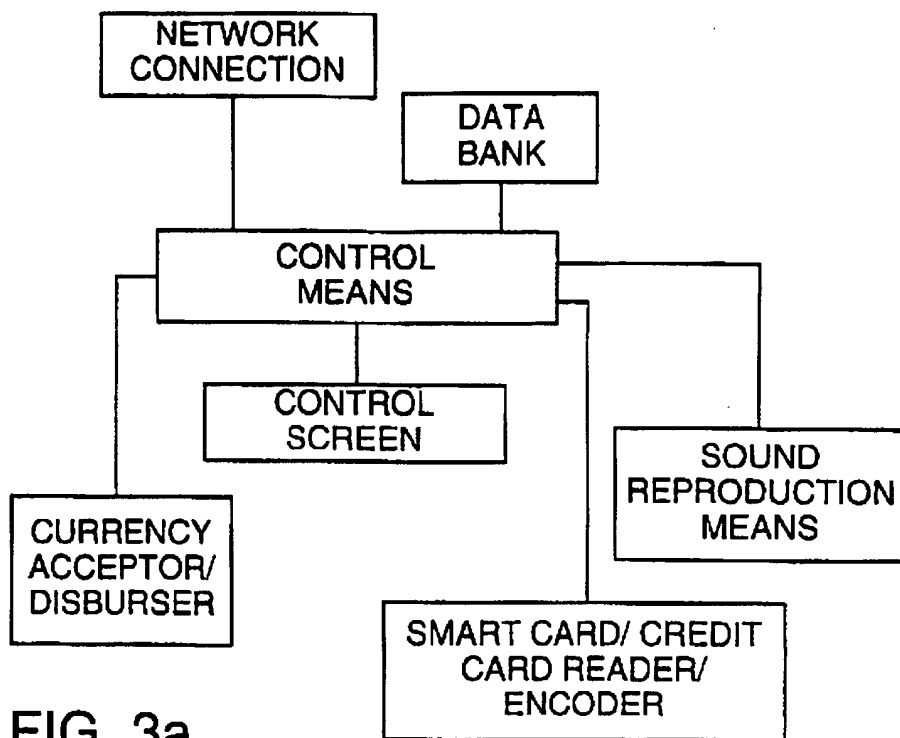 NETWORK
CONNECTION
DATA
BANK
CONTROL
MEANS
CONTROL
SCREEN
SOUND
REPRODUCTION
MEANS
CURRENCY
ACCEPTOR/
DISBURSER
SMART CARD/ CREDIT
CARD READER/
ENCODER
FIG. 3a